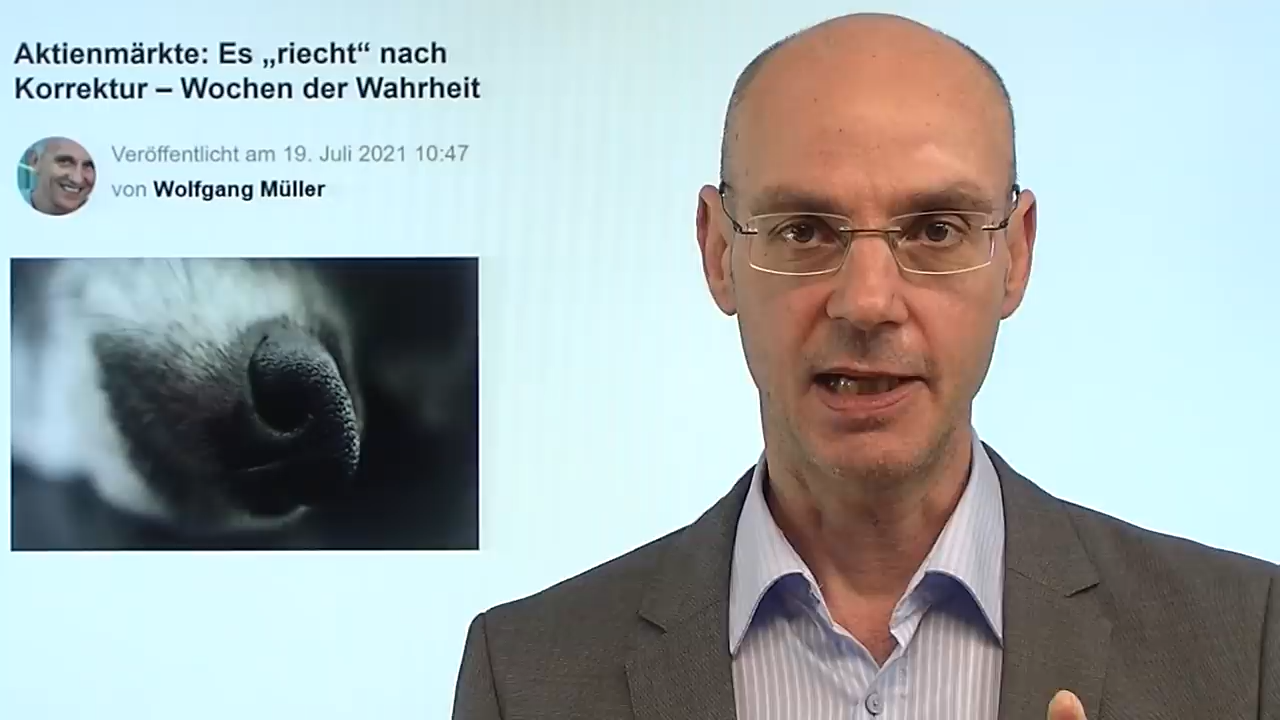 Aktienmärkte: Es „riecht“ nach
Korrektur – Wochen der Wahrheit
Veröffentlicht am 19. Juli 2021 10:47
von Wolfgang Müller